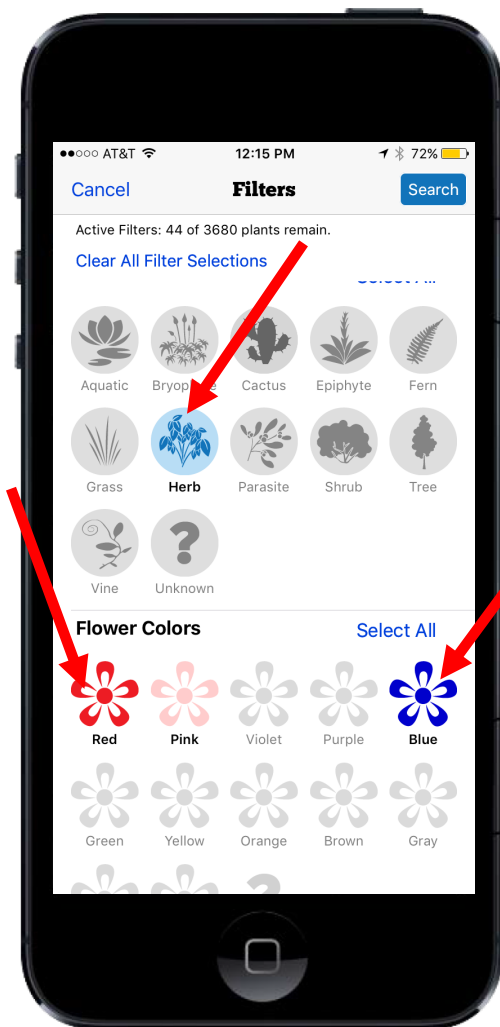 AT&T 12:15 PM 72%
Cancel Filters Search
Active Filters: 44 of 3680 plants remain.
Clear All Filter Selections
Select All
Aquatic Cactus Epiphyte Fern
Grass Herb Parasite Shrub Tree
?
Vine Unknown
Flower Colors Select All
Red Pink Violet Purple Blue
Green Yellow Orange Brown Gray